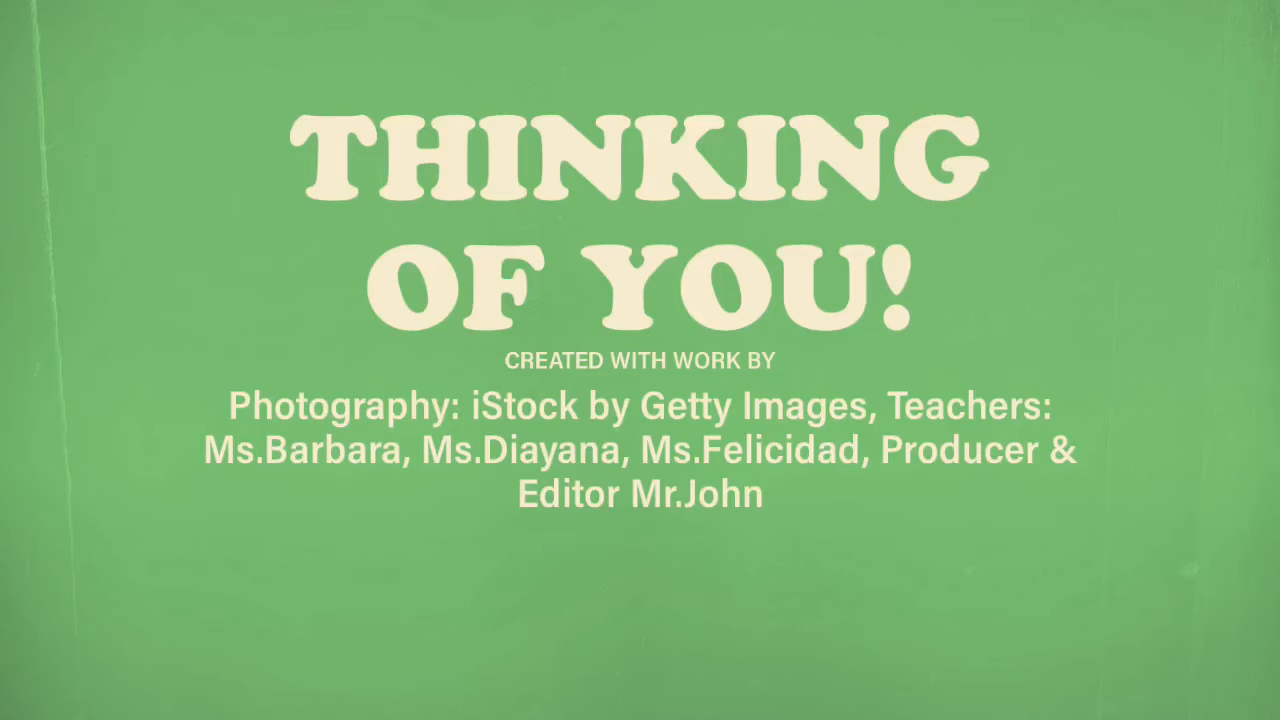 THINKING
OF YOU!
CREATED WITH WORK BY
Photography: iStock by Getty Images, Teachers:
Ms.Barbara, Ms.Diayana, Ms.Felicidad, Producer &
Editor Mr.John